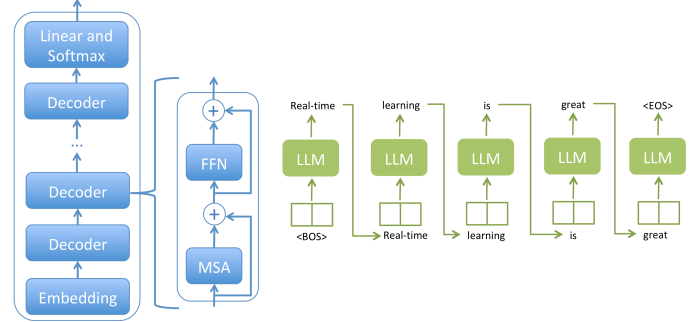 Linear and
Softmax
Decoder
...
Decoder
Decoder
Embedding
+
FFN
+
MSA
Real-time learning is great <EOS>
LLM LLM LLM LLM LLM
<BOS> Real-time learning is great